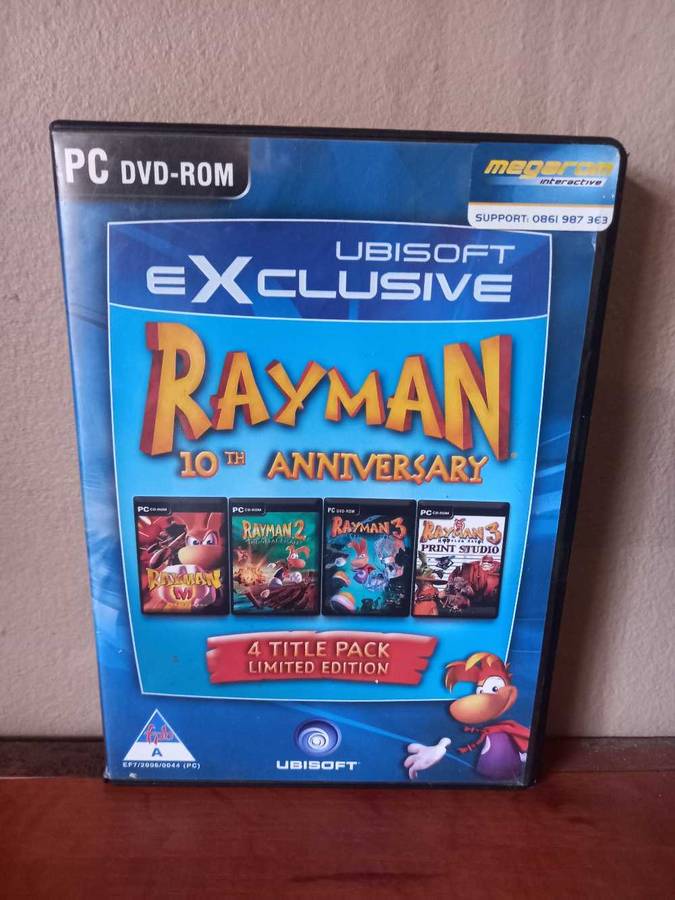 PC DVD-ROM
megarom
interactive
SUPPORT: 0861 987 363
UBISOFT
eXCLUSIVE
RAYMAN
10TH ANNIVERSARY
PC CD-ROM
RAYMAN
M
PC CD-ROM
RAYMAN 2
PC DVD-ROM
RAYMAN 3
PC CD-ROM
RAYMAN 3
PRINT STUDIO
4 TITLE PACK
LIMITED EDITION
A
EF7/2006/0044 (PC)
UBISOFT